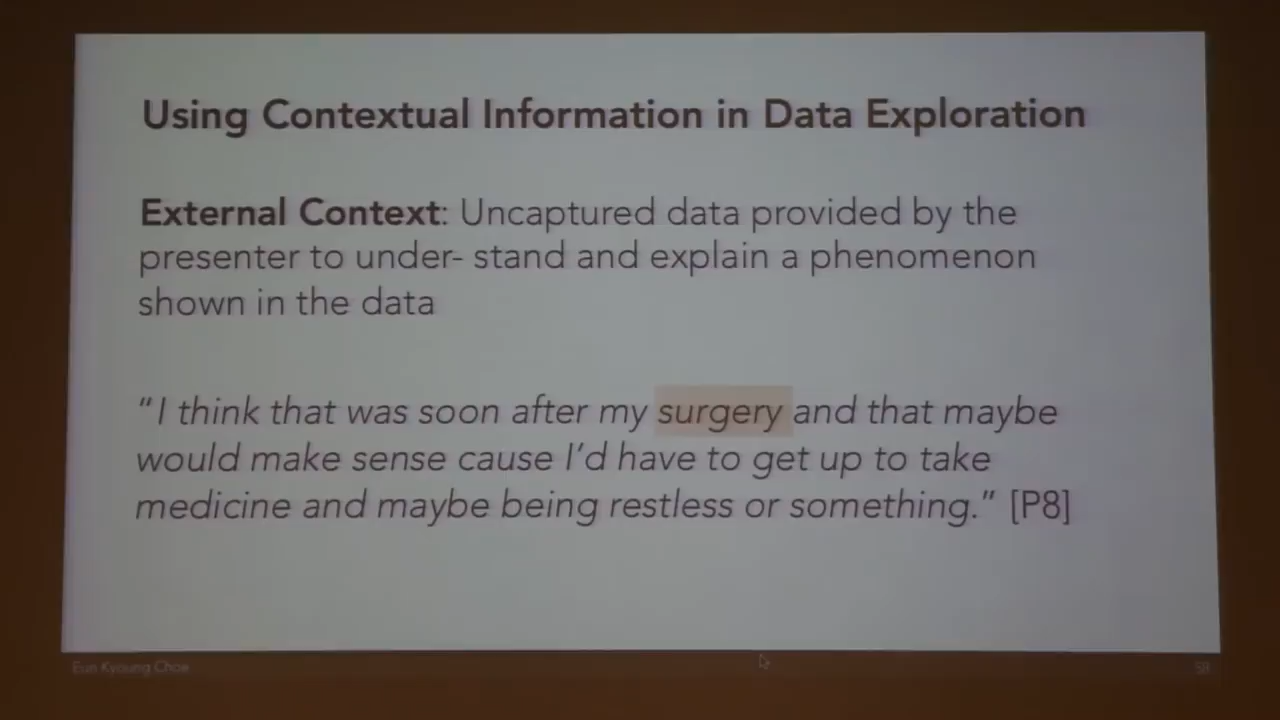 Using Contextual Information in Data Exploration
External Context: Uncaptured data provided by the
presenter to under- stand and explain a phenomenon
shown in the data
“I think that was soon after my surgery and that maybe
would make sense cause I’d have to get up to take
medicine and maybe being restless or something.” [P8]
Eun Kyoung Choe